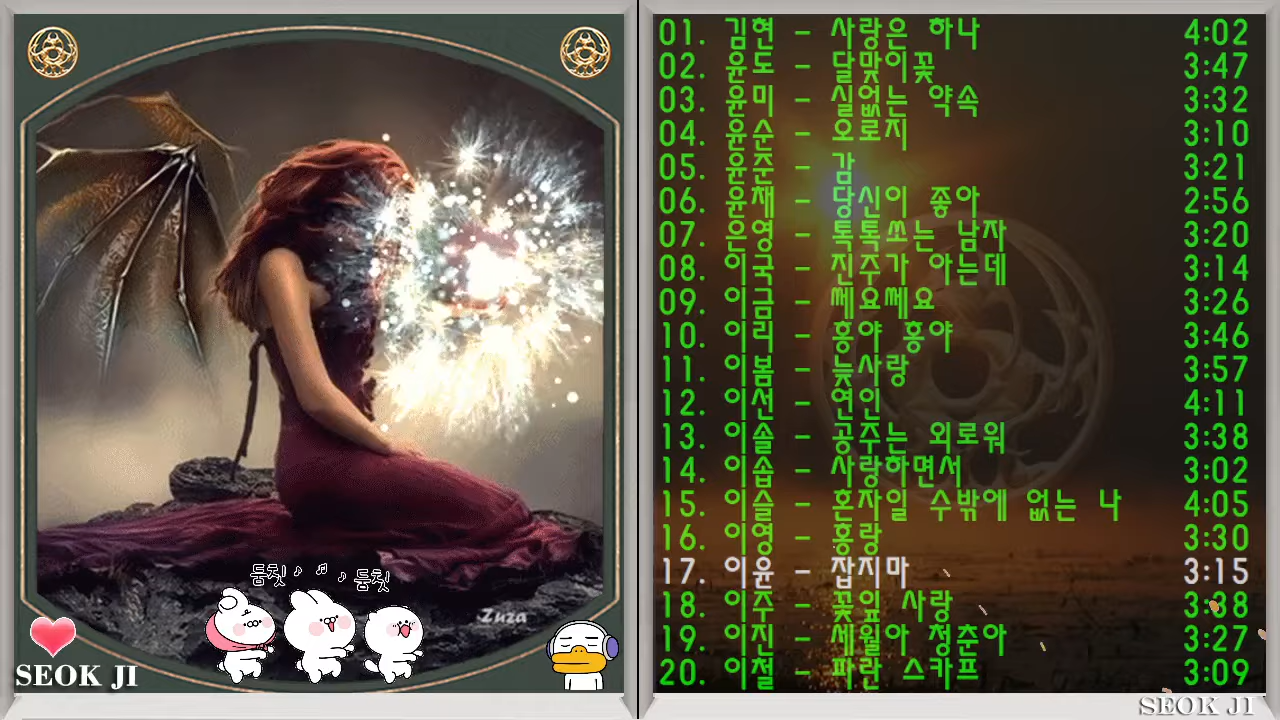 둠칫 ♪ ♬ ♪ 둠칫
Zuza
SEOK JI
01. 김현 - 사랑은 하나 4:02
02. 윤도 - 달맞이꽃 3:47
03. 윤미 - 실없는 약속 3:32
04. 윤순 - 오로지 3:10
05. 윤준 - 감 3:21
06. 윤채 - 당신이 좋아 2:56
07. 은영 - 톡톡쏘는 남자 3:20
08. 이국 - 진주가 아는데 3:14
09. 이금 - 쎄요쎄요 3:26
10. 이리 - 홍야 홍야 3:46
11. 이봄 - 늦사랑 3:57
12. 이선 - 연인 4:11
13. 이솔 - 공주는 외로워 3:38
14. 이솝 - 사랑하면서 3:02
15. 이슬 - 혼자일 수밖에 없는 나 4:05
16. 이영 - 홍랑 3:30
17. 이윤 - 잡지마 3:15
18. 이주 - 꽃잎 사랑 3:38
19. 이진 - 세월아 청춘아 3:27
20. 이철 - 파란 스카프 3:09
SEOK JI